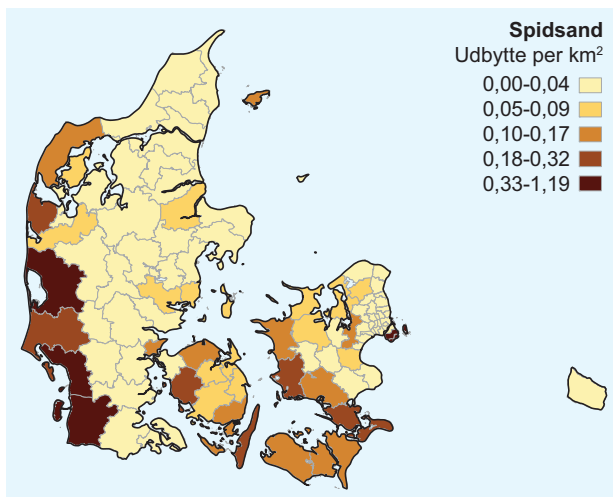 Spidsand
Udbytte per km²
0,00-0,04
0,05-0,09
0,10-0,17
0,18-0,32
0,33-1,19